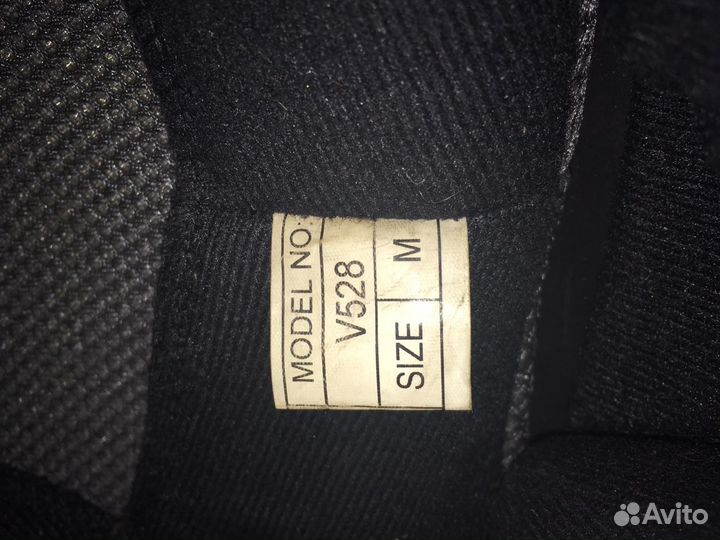 MODEL NO:
V528
SIZE M
Avito